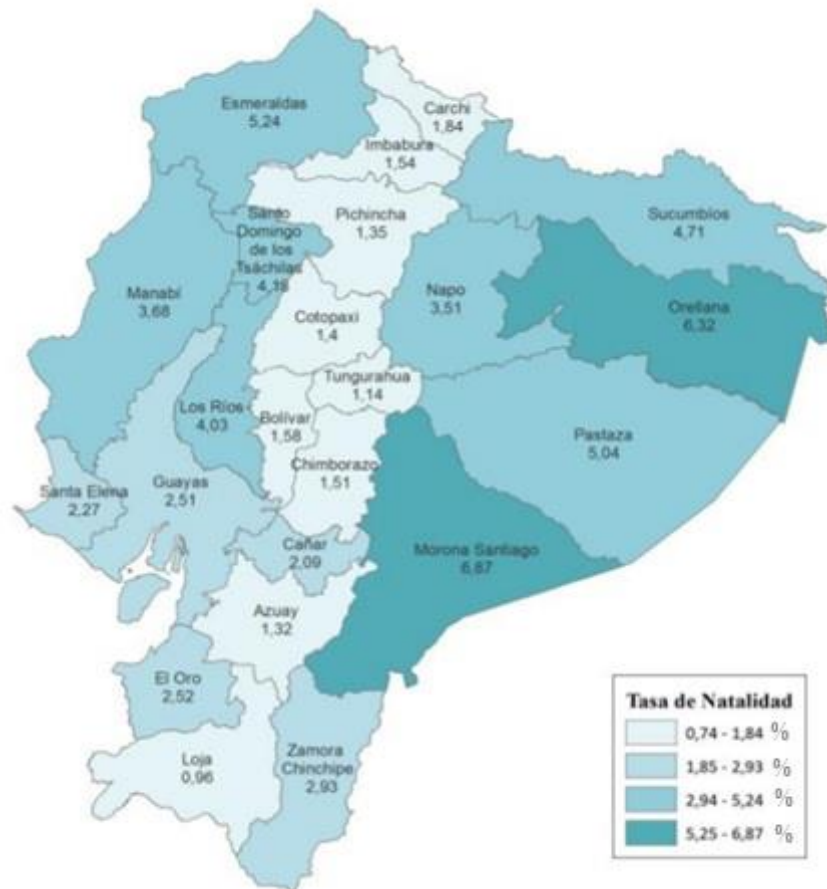 Esmeraldas
5,24
Carchi
1,84
Imbabura
1,54
Pichincha
1,35
Sucumbíos
4,71
Santo
Domingo
de los
Tsáchilas
4,18
Manabí
3,68
Napo
3,51
Orellana
6,32
Cotopaxi
1,4
Tungurahua
1,14
Los Ríos
4,03
Bolívar
1,58
Pastaza
5,04
Chimborazo
1,51
Santa Elena
2,27
Guayas
2,51
Cañar
2,09
Morona Santiago
6,87
Azuay
1,32
El Oro
2,52
Loja
0,96
Zamora
Chinchipe
2,93
Tasa de Natalidad
0,74 - 1,84 %
1,85 - 2,93 %
2,94 - 5,24 %
5,25 - 6,87 %